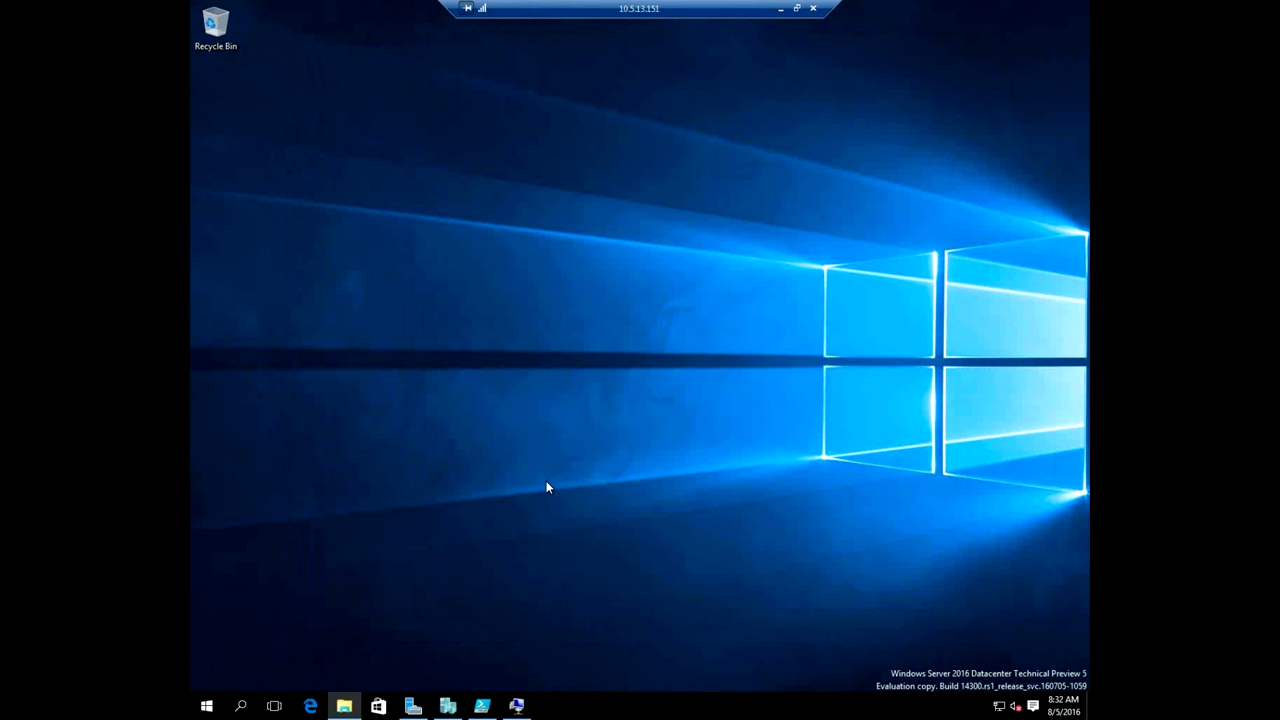 10.5.13.151
Recycle Bin
Windows Server 2016 Datacenter Technical Preview 5
Evaluation copy. Build 14300.rs1_release_svc.160705-1059
8:32 AM
8/5/2016